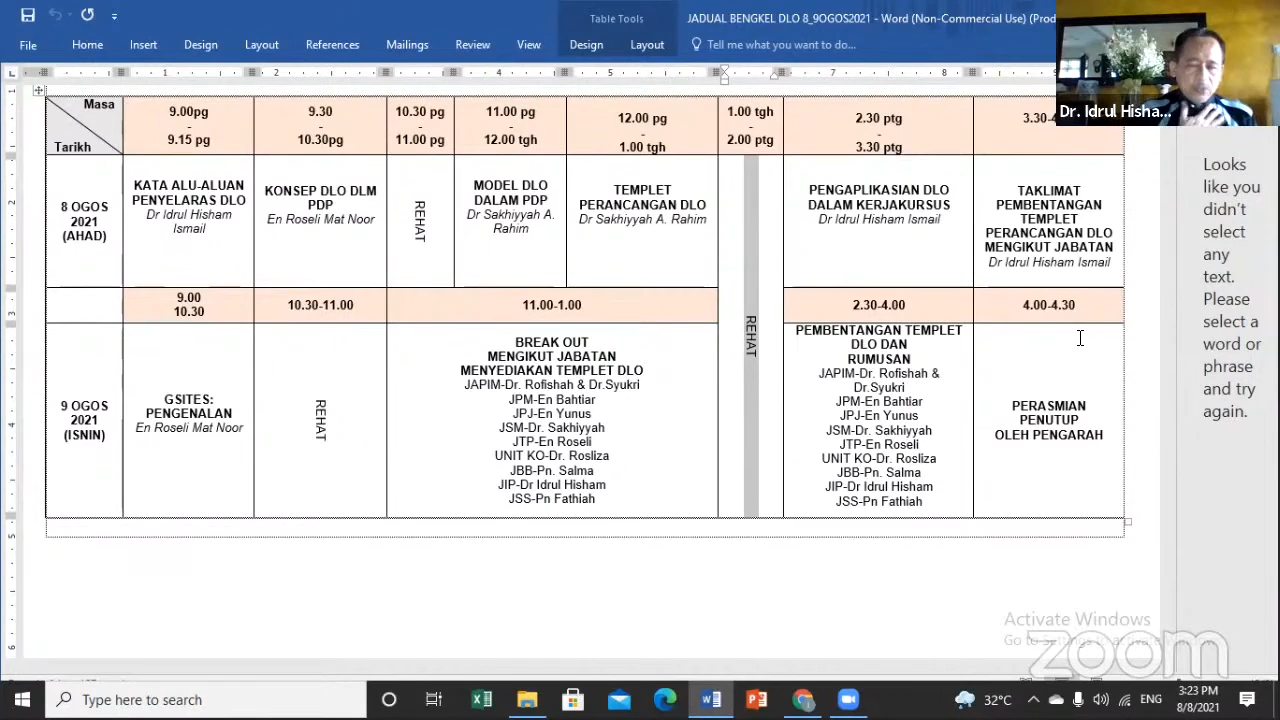 JADUAL BENGKEL DLO 8_9OGOS2021 - Word (Non-Commercial Use) (Prod
Table Tools
File
Home
Insert
Design
Layout
References
Mailings
Review
View
Design
Layout
Tell me what you want to do...
Dr. Idrul Hisha...
Masa
Tarikh
9.00pg
-
9.15 pg
9.30
-
10.30pg
10.30 pg
-
11.00 pg
11.00 pg
-
12.00 tgh
12.00 pg
-
1.00 tgh
1.00 tgh
-
2.00 ptg
2.30 ptg
-
3.30 ptg
3.30-4
8 OGOS
2021
(AHAD)
KATA ALU-ALUAN
PENYELARAS DLO
Dr Idrul Hisham
Ismail
KONSEP DLO DLM
PDP
En Roseli Mat Noor
REHAT
MODEL DLO
DALAM PDP
Dr Sakhiyyah A.
Rahim
TEMPLET
PERANCANGAN DLO
Dr Sakhiyyah A. Rahim
REHAT
PENGAPLIKASIAN DLO
DALAM KERJAKURSUS
Dr Idrul Hisham Ismail
TAKLIMAT
PEMBENTANGAN
TEMPLET
PERANCANGAN DLO
MENGIKUT JABATAN
Dr Idrul Hisham Ismail
9.00
10.30
10.30-11.00
11.00-1.00
2.30-4.00
4.00-4.30
9 OGOS
2021
(ISNIN)
GSITES:
PENGENALAN
En Roseli Mat Noor
REHAT
BREAK OUT
MENGIKUT JABATAN
MENYEDIAKAN TEMPLET DLO
JAPIM-Dr. Rofishah & Dr.Syukri
JPM-En Bahtiar
JPJ-En Yunus
JSM-Dr. Sakhiyyah
JTP-En Roseli
UNIT KO-Dr. Rosliza
JBB-Pn. Salma
JIP-Dr Idrul Hisham
JSS-Pn Fathiah
PEMBENTANGAN TEMPLET
DLO DAN
RUMUSAN
JAPIM-Dr. Rofishah &
Dr.Syukri
JPM-En Bahtiar
JPJ-En Yunus
JSM-Dr. Sakhiyyah
JTP-En Roseli
UNIT KO-Dr. Rosliza
JBB-Pn. Salma
JIP-Dr Idrul Hisham
JSS-Pn Fathiah
PERASMIAN
PENUTUP
OLEH PENGARAH
Looks
like you
didn't
select
any
text.
Please
select a
word or
phrase
and try
again.
Activate Windows
Go to Settings to activate Windows.
zoom
Type here to search
32°C
ENG
3:23 PM
8/8/2021